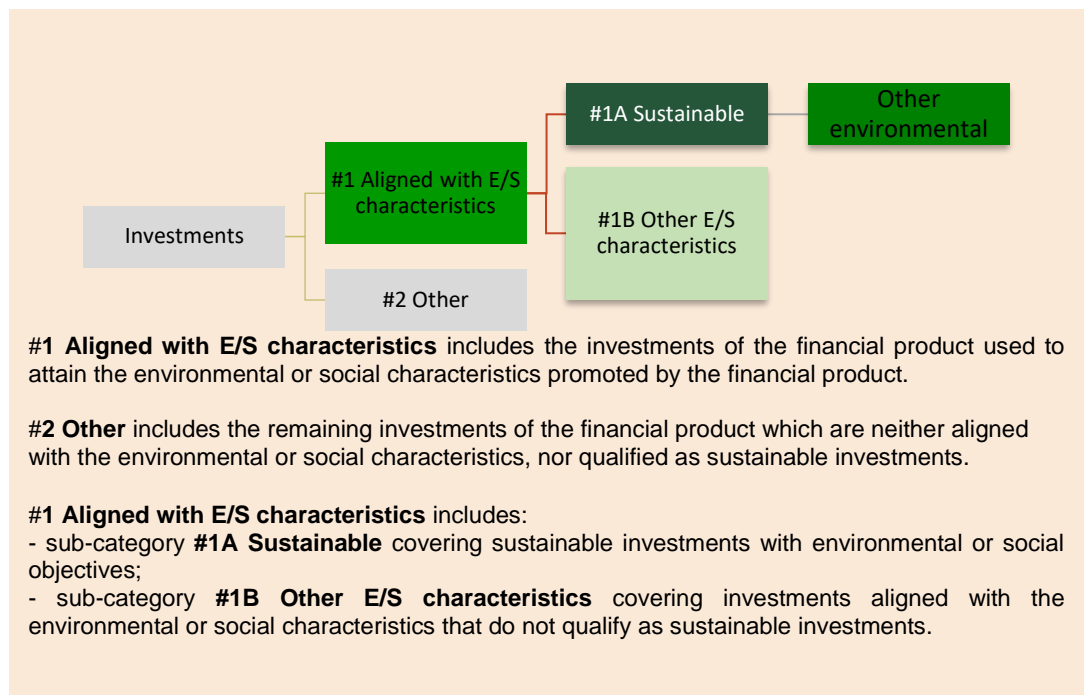 #1A Sustainable
Other
environmental
#1 Aligned with E/S
characteristics
#1B Other E/S
characteristics
Investments
#2 Other
#1 Aligned with E/S characteristics includes the investments of the financial product used to
attain the environmental or social characteristics promoted by the financial product.
#2 Other includes the remaining investments of the financial product which are neither aligned
with the environmental or social characteristics, nor qualified as sustainable investments.
#1 Aligned with E/S characteristics includes:
- sub-category #1A Sustainable covering sustainable investments with environmental or social
objectives;
- sub-category #1B Other E/S characteristics covering investments aligned with the
environmental or social characteristics that do not qualify as sustainable investments.